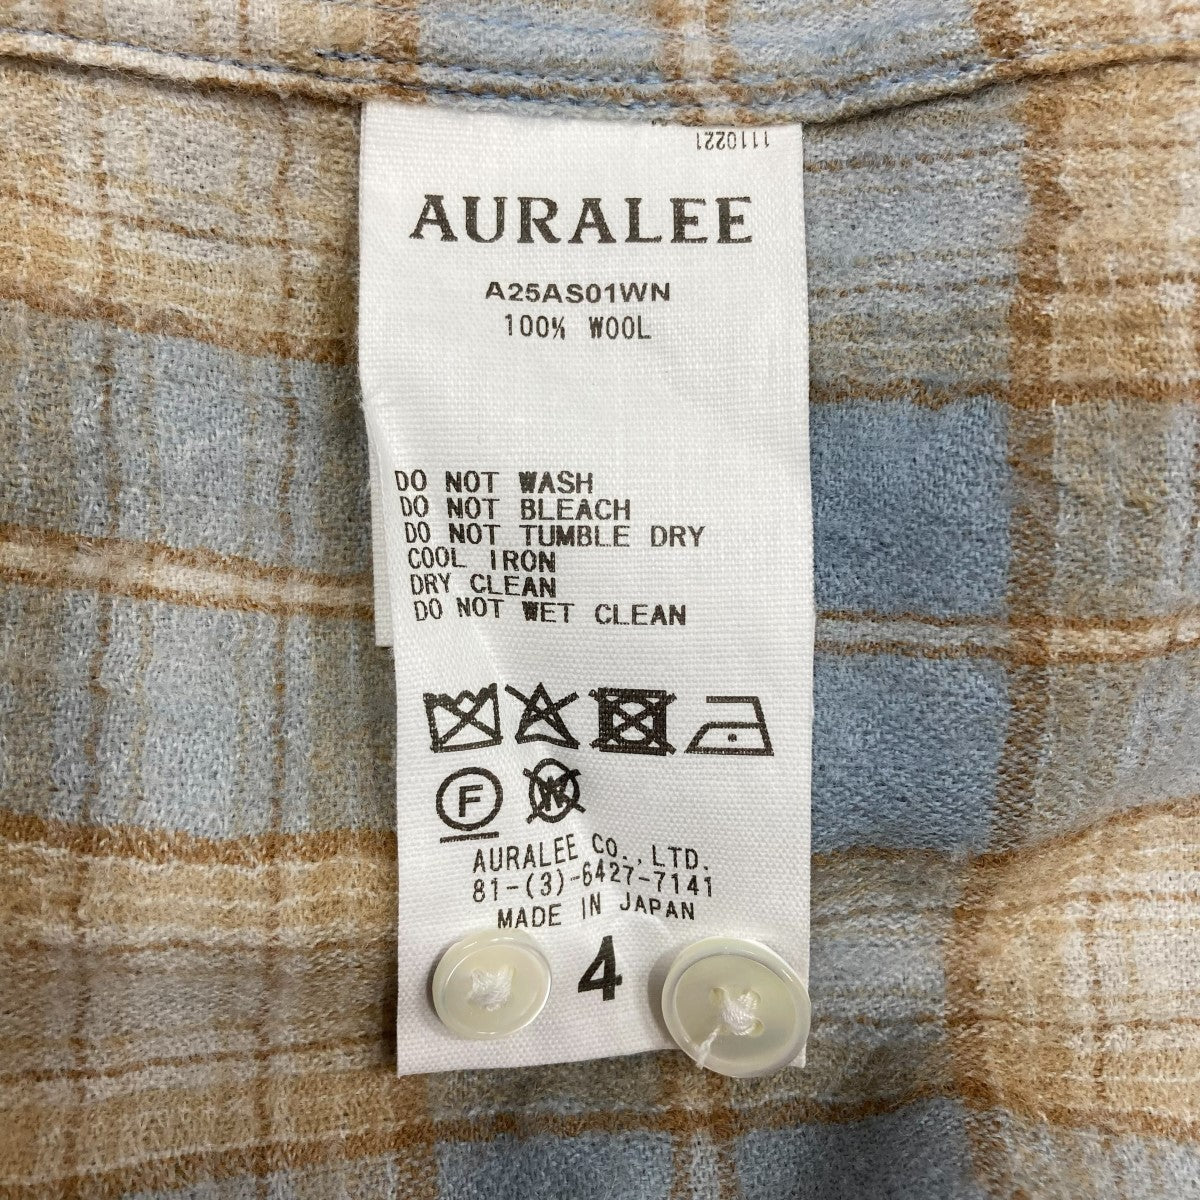 1110221
AURALEE
A25AS01WN
100% WOOL
DO NOT WASH
DO NOT BLEACH
DO NOT TUMBLE DRY
COOL IRON
DRY CLEAN
DO NOT WET CLEAN
F
W
AURALEE CO., LTD.
81-(3)-6427-7141
MADE IN JAPAN
4